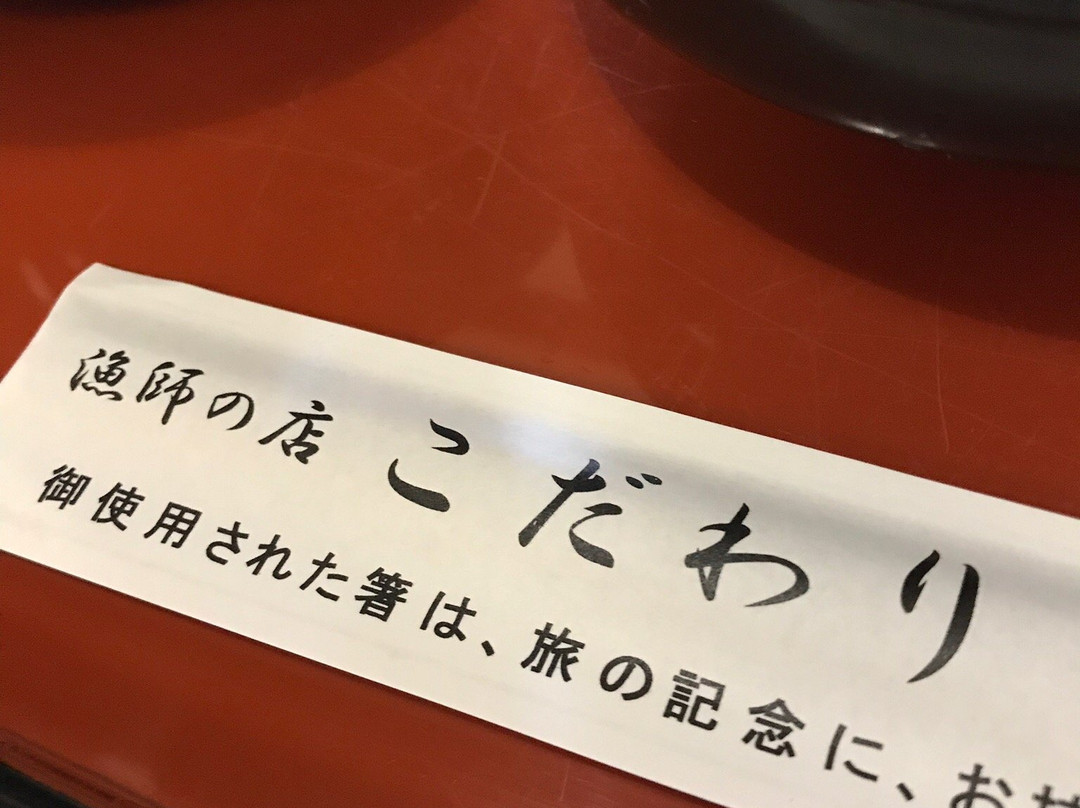 漁師の店 こだわり
御使用された箸は、旅の記念に、お